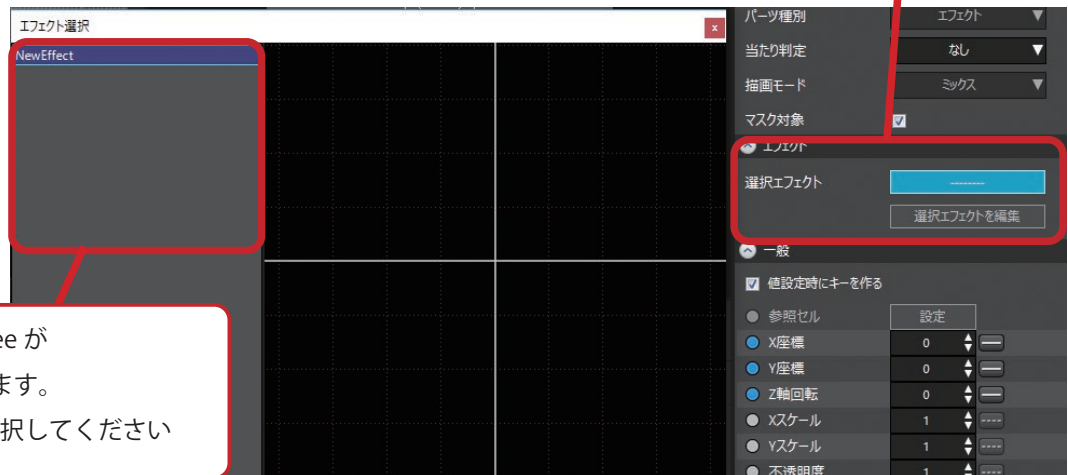 エフェクト選択
x
NewEffect
ee が
ます。
択してください
パーツ種別 エフェクト ▼
当たり判定 なし ▼
描画モード ミックス ▼
マスク対象
エフェクト
選択エフェクト --------
選択エフェクトを編集
一般
値設定時にキーを作る
参照セル 設定
X座標 0
Y座標 0
Z軸回転 0
Xスケール 1 ----
Yスケール 1 ----
不透明度 1 ----